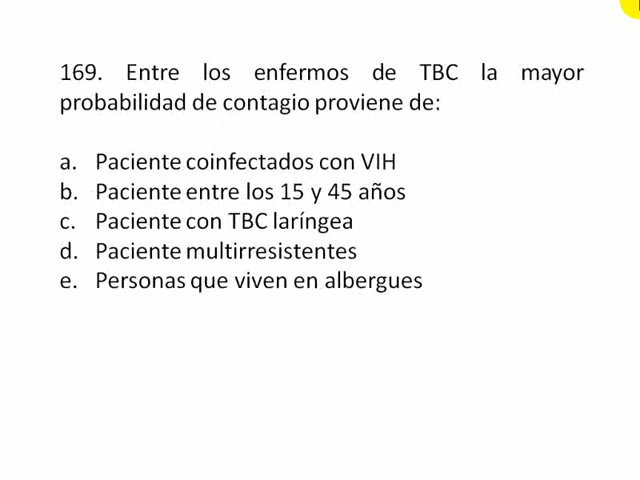 169. Entre los enfermos de TBC la mayor
probabilidad de contagio proviene de:
a. Paciente coinfectados con VIH
b. Paciente entre los 15 y 45 años
c. Paciente con TBC laríngea
d. Paciente multirresistentes
e. Personas que viven en albergues